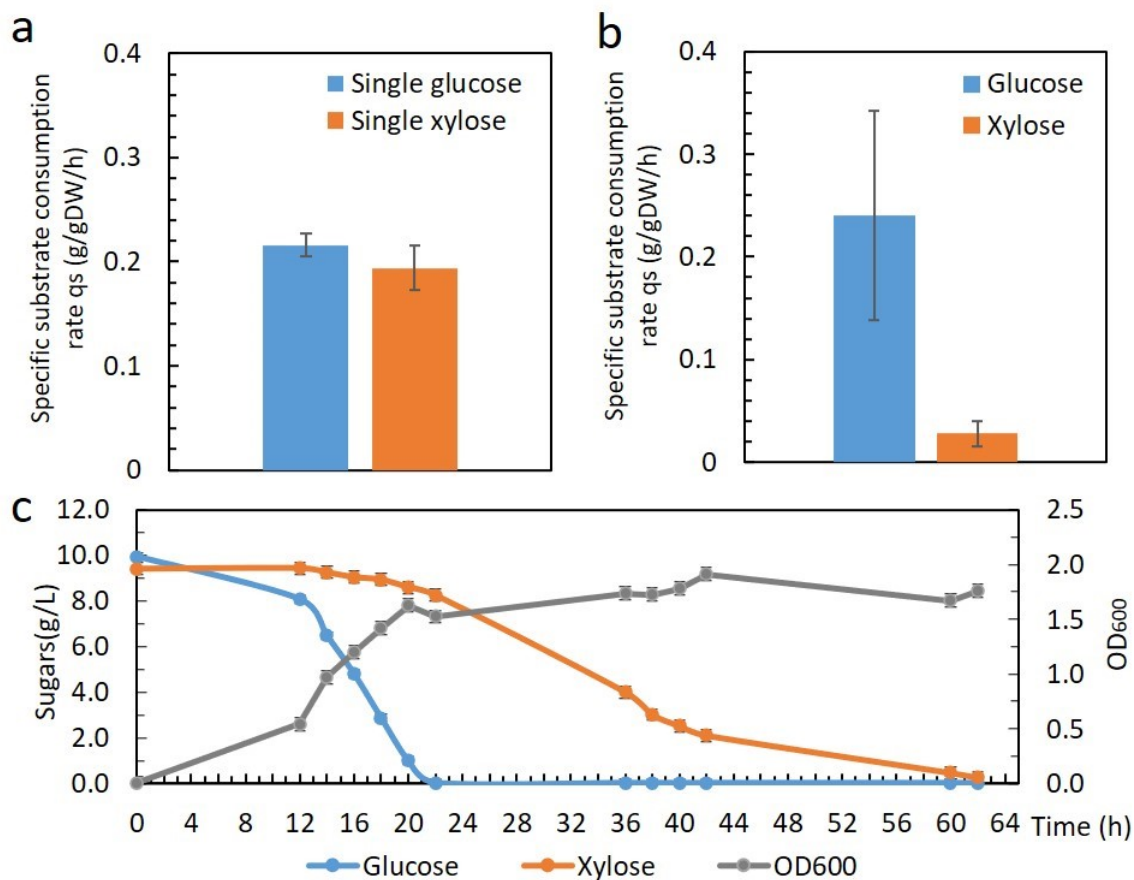 a
Specific substrate consumption
rate qs (g/gDW/h)
0.4
0.3
0.2
0.1
0
Single glucose
Single xylose
b
Specific substrate consumption
rate qs (g/gDW/h)
0.4
0.3
0.2
0.1
0
Glucose
Xylose
c
Sugars(g/L)
12.0
10.0
8.0
6.0
4.0
2.0
0.0
2.5
2.0
1.5
1.0
0.5
0.0
OD600
0 4 8 12 16 20 24 28 32 36 40 44 48 52 56 60 64 Time (h)
Glucose Xylose OD600